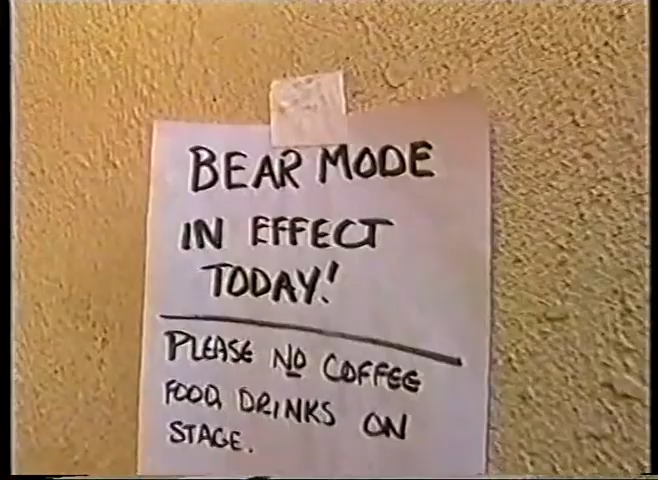 BEAR MODE
IN EFFECT
TODAY!
PLEASE NO COFFEE
FOOD, DRINKS ON
STAGE.